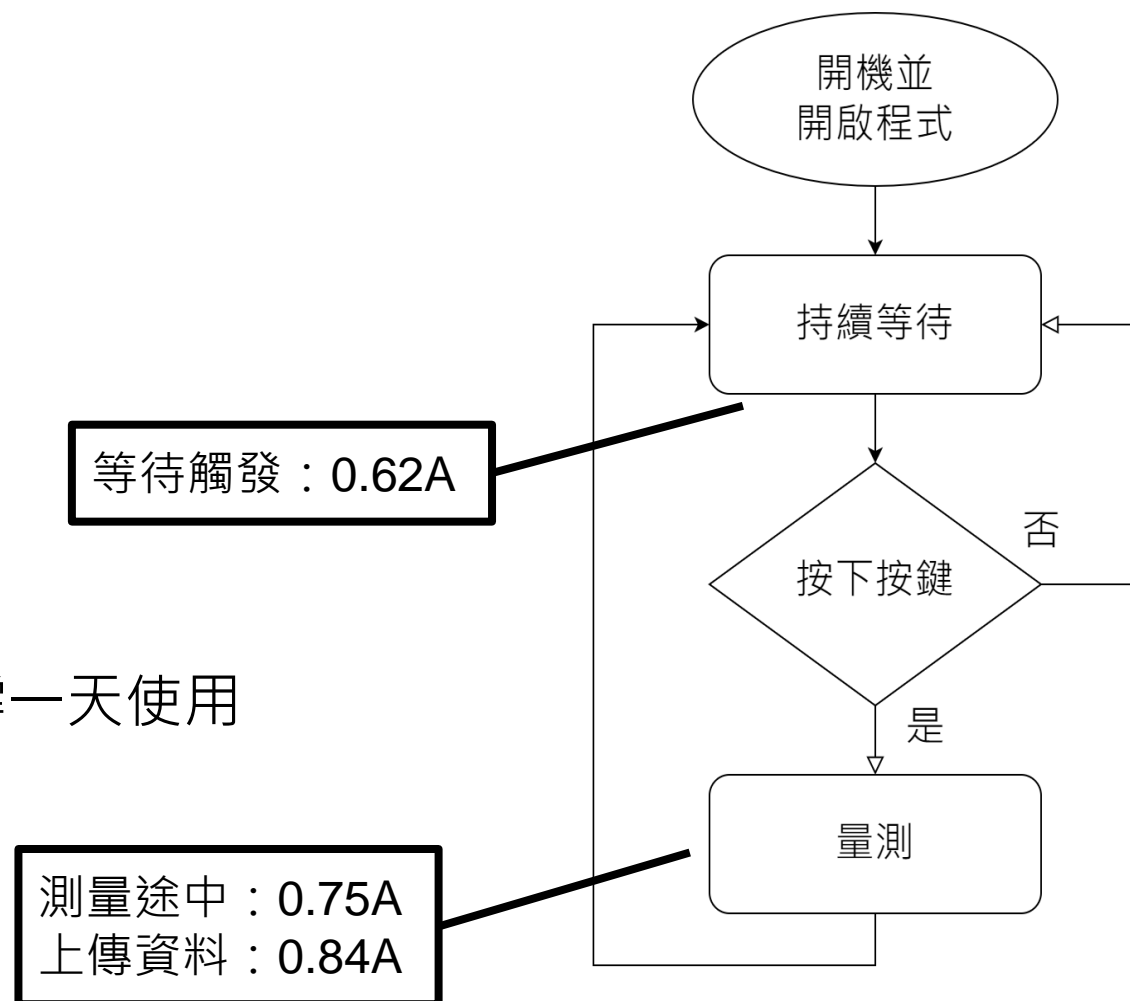 開機並
開啟程式
持續等待
等待觸發：0.62A
否
按下按鍵
一天使用
是
量測
測量途中：0.75A
上傳資料：0.84A